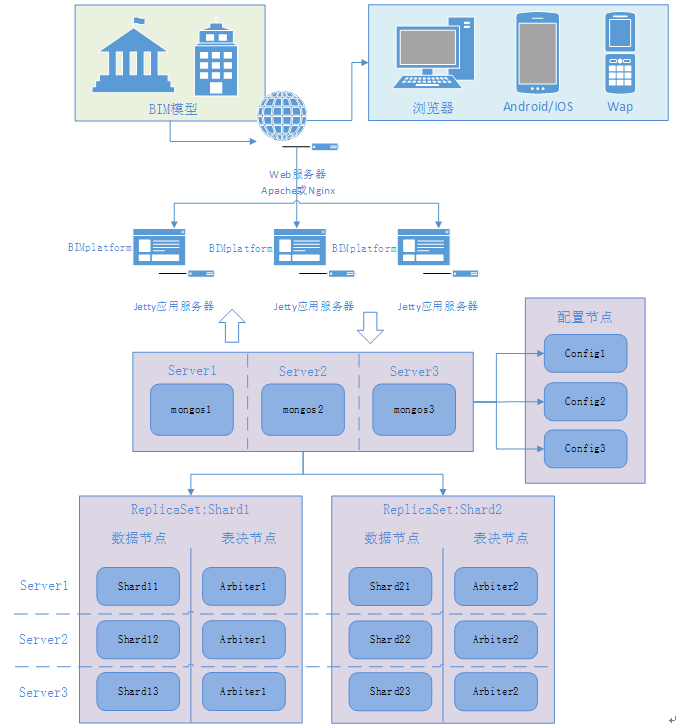 BIM模型
浏览器
Android/IOS
Wap
Web服务器
Apache或Nginx
BIMplatform
BIMplatform
BIMplatform
Jetty应用服务器
Jetty应用服务器
Jetty应用服务器
配置节点
Config1
Config2
Config3
Server1
Server2
Server3
mongos1
mongos2
mongos3
ReplicaSet:Shard1
ReplicaSet:Shard2
数据节点
表决节点
数据节点
表决节点
Server1
Shard11
Arbiter1
Shard21
Arbiter2
Server2
Shard12
Arbiter1
Shard22
Arbiter2
Server3
Shard13
Arbiter1
Shard23
Arbiter2